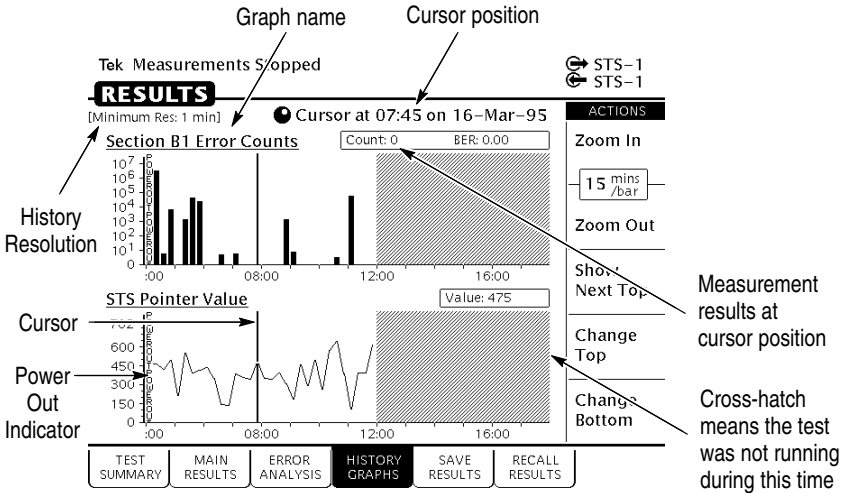 Graph name
Cursor position
Tek Measurements Stopped
STS-1
STS-1
RESULTS
[Minimum Res: 1 min]
Cursor at 07:45 on 16-Mar-95
ACTIONS
Section B1 Error Counts
Count: 0 BER: 0.00
Zoom In
10⁷
10⁶
10⁵
10⁴
10³
10²
10¹
0
15 mins
/bar
Zoom Out
:00 08:00 12:00 16:00
History
Resolution
Show
Next Top
STS Pointer Value
Value: 475
Measurement
results at
cursor position
Cursor
600
450
300
150
0
Change
Top
Power
Out
Indicator
Change
Bottom
:00 08:00 12:00 16:00
Cross-hatch
means the test
was not running
during this time
TEST
SUMMARY
MAIN
RESULTS
ERROR
ANALYSIS
HISTORY
GRAPHS
SAVE
RESULTS
RECALL
RESULTS